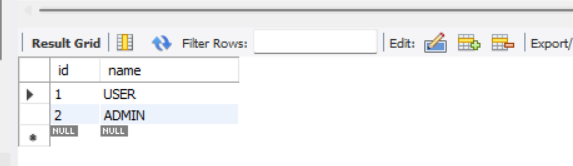 Result Grid Filter Rows: Edit: Export/
id name
1 USER
2 ADMIN
NULL NULL